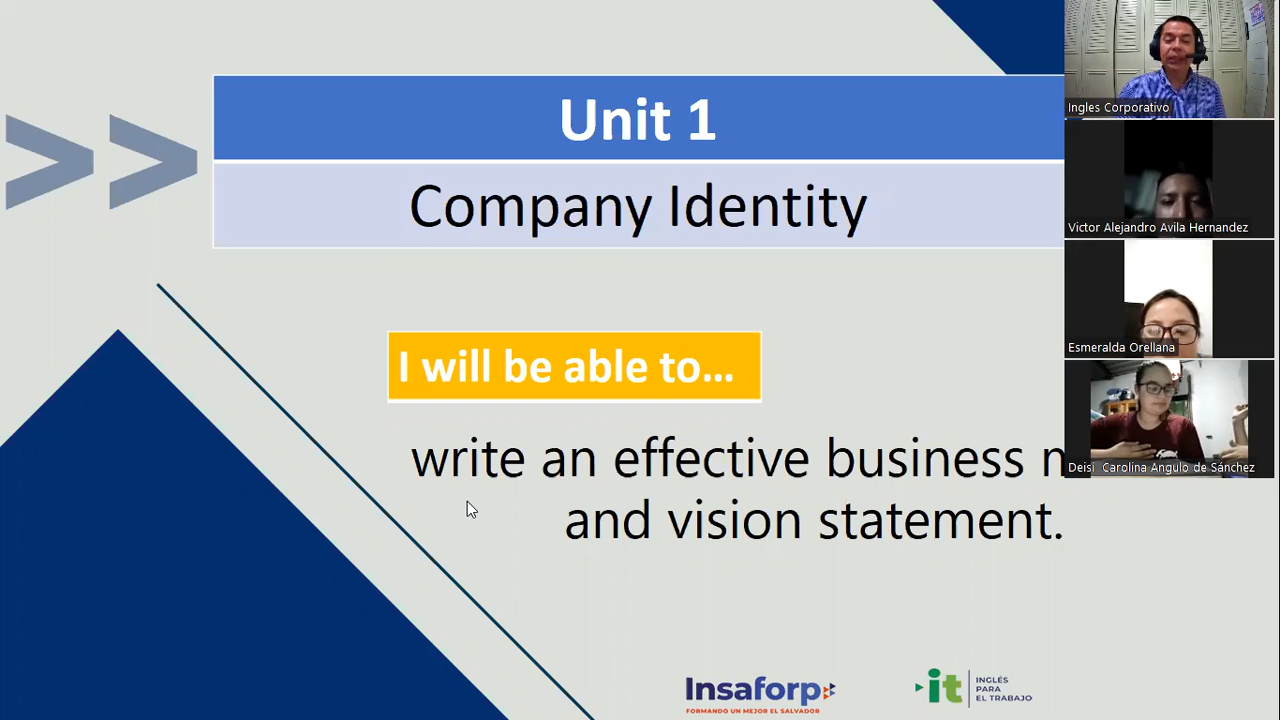 Unit 1
Company Identity
I will be able to...
write an effective business
and vision statement.
Insaforp
FORMANDO UN MEJOR EL SALVADOR
it
INGLÉS
PARA
EL TRABAJO
Ingles Corporativo
Víctor Alejandro Avila Hernandez
Esmeralda Orellana
Deisi Carolina Angulo de Sánchez